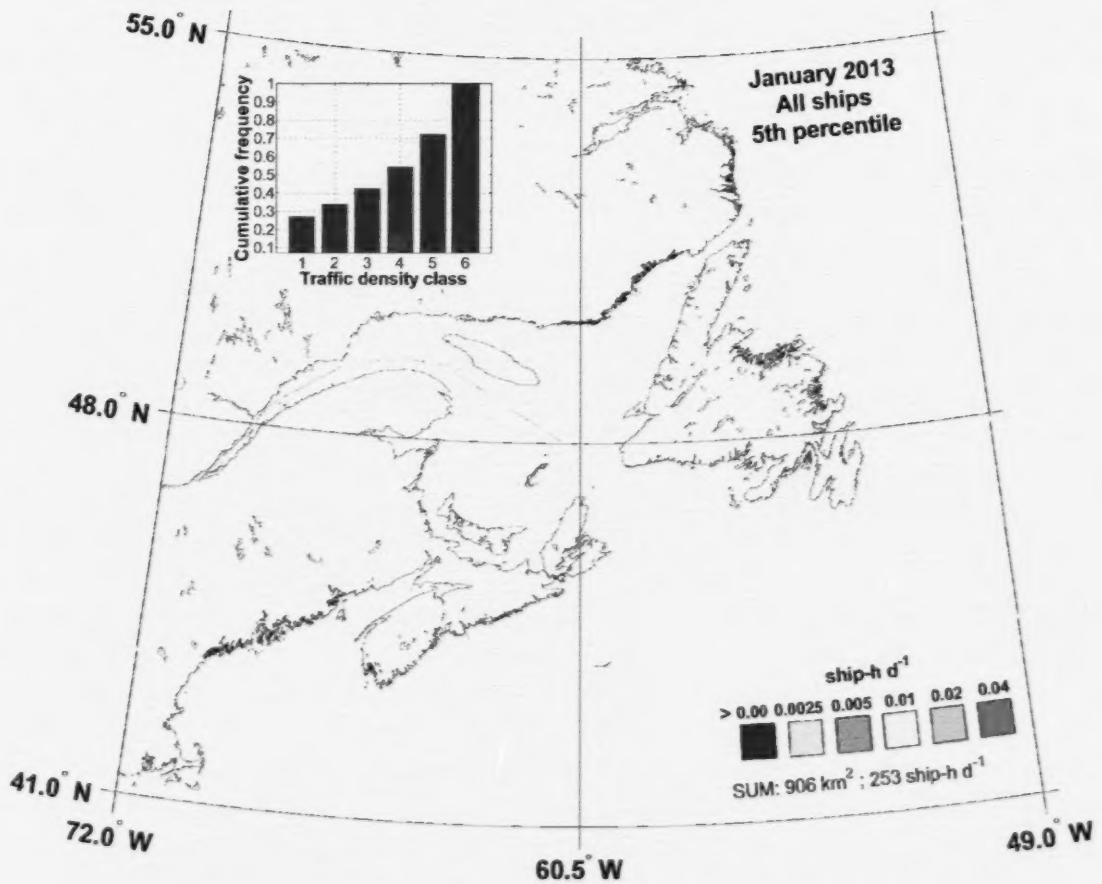 55.0° N
January 2013
All ships
5th percentile
Cumulative frequency
1
0.9
0.8
0.7
0.6
0.5
0.4
0.3
0.2
0.1
1 2 3 4 5 6
Traffic density class
48.0° N
ship-h d⁻¹
> 0.00 0.0025 0.005 0.01 0.02 0.04
SUM: 906 km² ; 253 ship-h d⁻¹
41.0° N
72.0° W
60.5° W
49.0° W